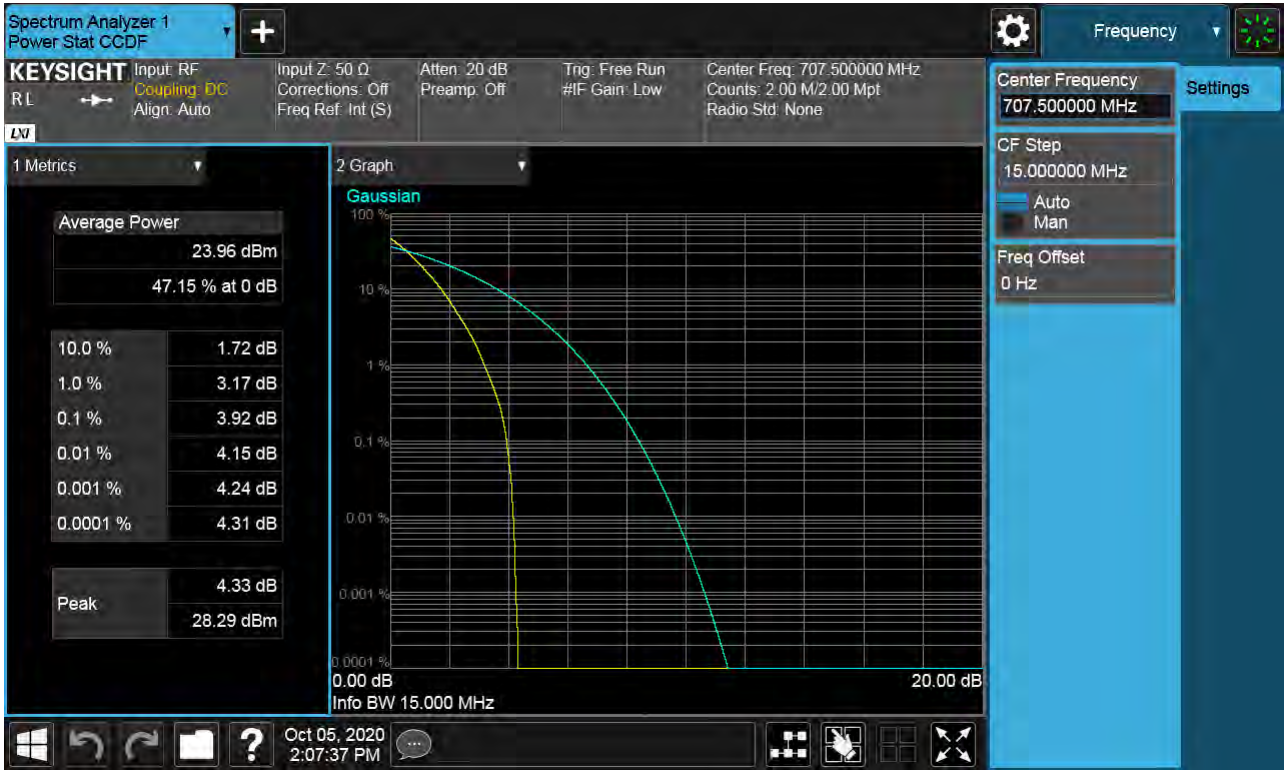 Spectrum Analyzer 1
Power Stat CCDF
+
Frequency
KEYSIGHT
RL
LXI
Input: RF
Coupling: DC
Align: Auto
Input Z: 50 Ω
Corrections: Off
Freq Ref: Int (S)
Atten: 20 dB
Preamp: Off
Trig: Free Run
#IF Gain: Low
Center Freq: 707.500000 MHz
Counts: 2.00 M/2.00 Mpt
Radio Std: None
Center Frequency
707.500000 MHz
Settings
CF Step
15.000000 MHz
Auto
Man
Freq Offset
0 Hz
1 Metrics
Average Power
23.96 dBm
47.15 % at 0 dB
10.0 % 1.72 dB
1.0 % 3.17 dB
0.1 % 3.92 dB
0.01 % 4.15 dB
0.001 % 4.24 dB
0.0001 % 4.31 dB
Peak
4.33 dB
28.29 dBm
2 Graph
Gaussian
100 %
10 %
1 %
0.1 %
0.01 %
0.001 %
0.0001 %
0.00 dB 20.00 dB
Info BW 15.000 MHz
?
Oct 05, 2020
2:07:37 PM